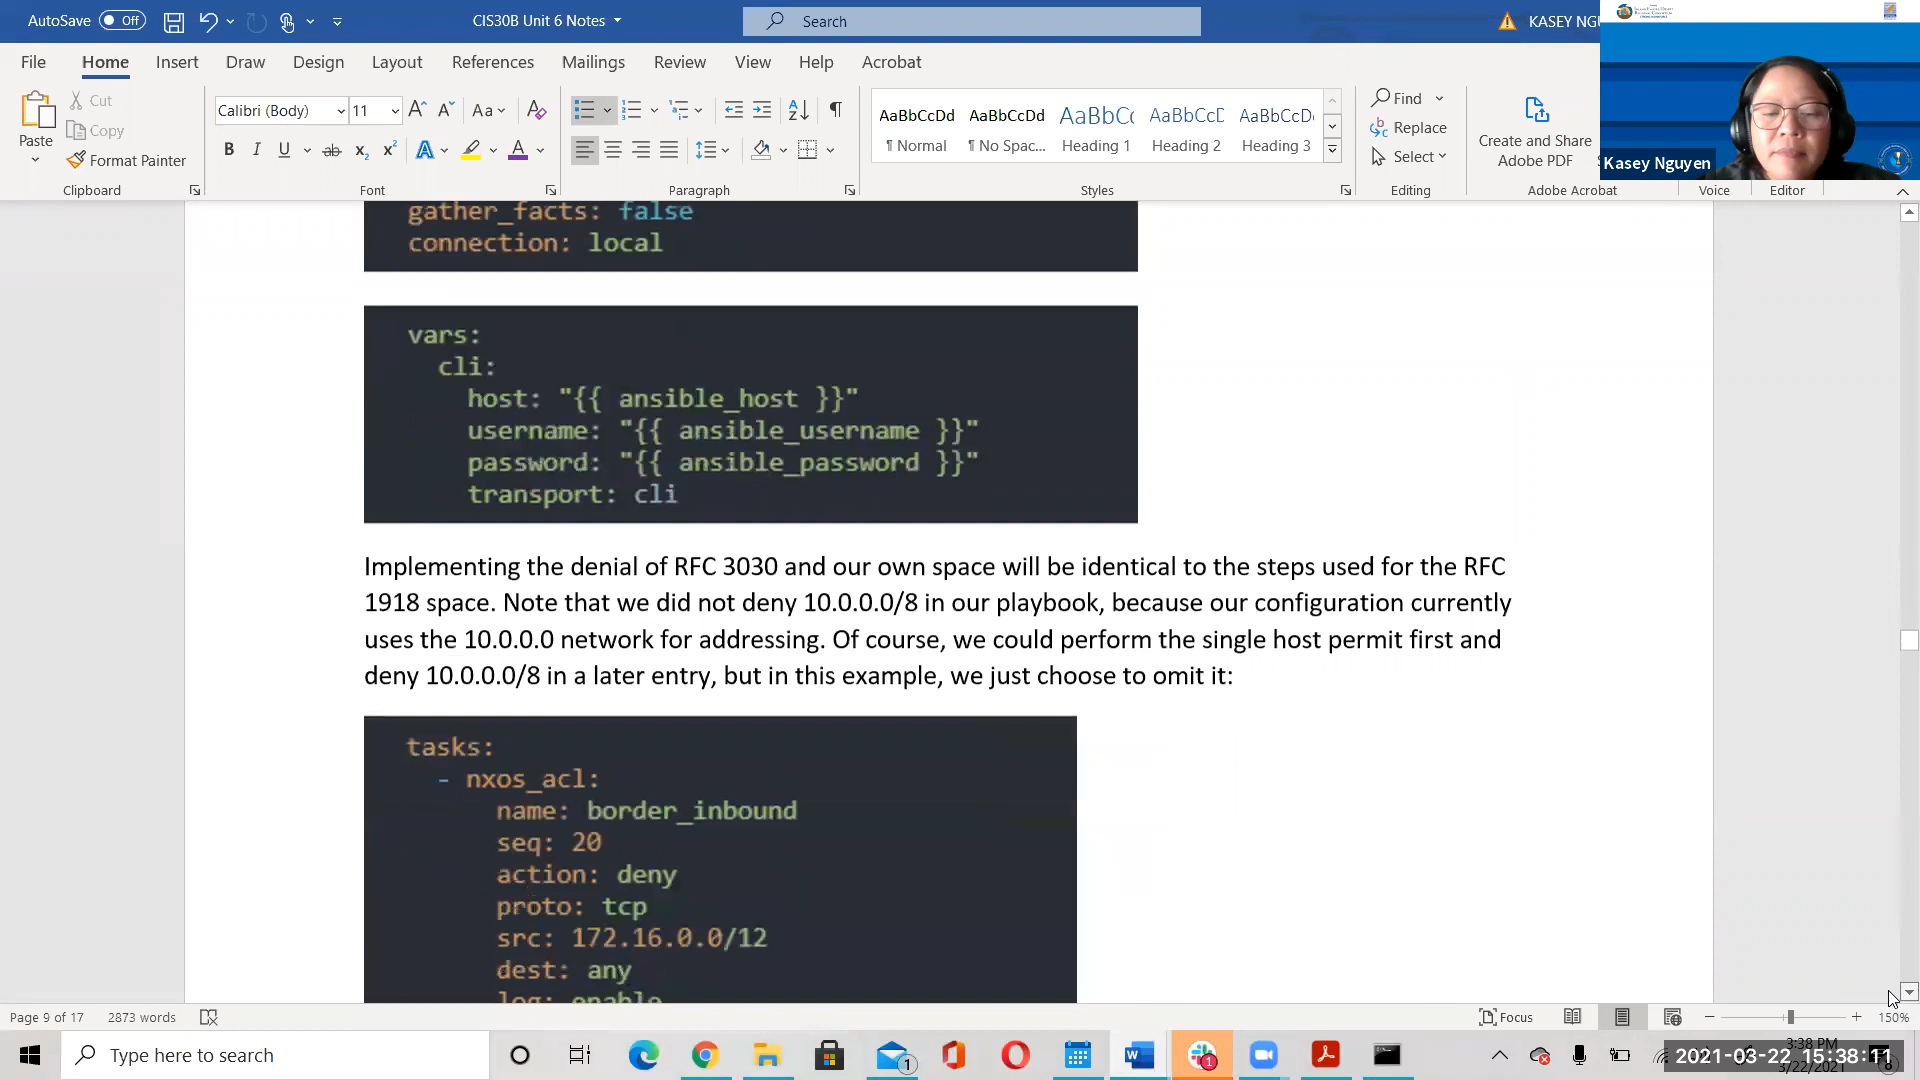 AutoSave Off CIS30B Unit 6 Notes Search KASEY NGU
File Home Insert Draw Design Layout References Mailings Review View Help Acrobat
Paste Cut Copy Format Painter
Clipboard
Calibri (Body) 11
Font
Paragraph
AaBbCcDd AaBbCcDd AaBbCc AaBbCcD AaBbCcD
¶ Normal ¶ No Spac... Heading 1 Heading 2 Heading 3
Styles
Find
Replace
Select
Editing
Create and Share
Adobe PDF
Adobe Acrobat
Voice
Editor
Kasey Nguyen
gather_facts: false
connection: local
vars:
cli:
host: "{{ ansible_host }}"
username: "{{ ansible_username }}"
password: "{{ ansible_password }}"
transport: cli
Implementing the denial of RFC 3030 and our own space will be identical to the steps used for the RFC
1918 space. Note that we did not deny 10.0.0.0/8 in our playbook, because our configuration currently
uses the 10.0.0.0 network for addressing. Of course, we could perform the single host permit first and
deny 10.0.0.0/8 in a later entry, but in this example, we just choose to omit it:
tasks:
- nxos_acl:
name: border_inbound
seq: 20
action: deny
proto: tcp
src: 172.16.0.0/12
dest: any
log: enable
Page 9 of 17 2873 words Focus 150%
Type here to search
3:38 PM
2021-03-22 15:38:11